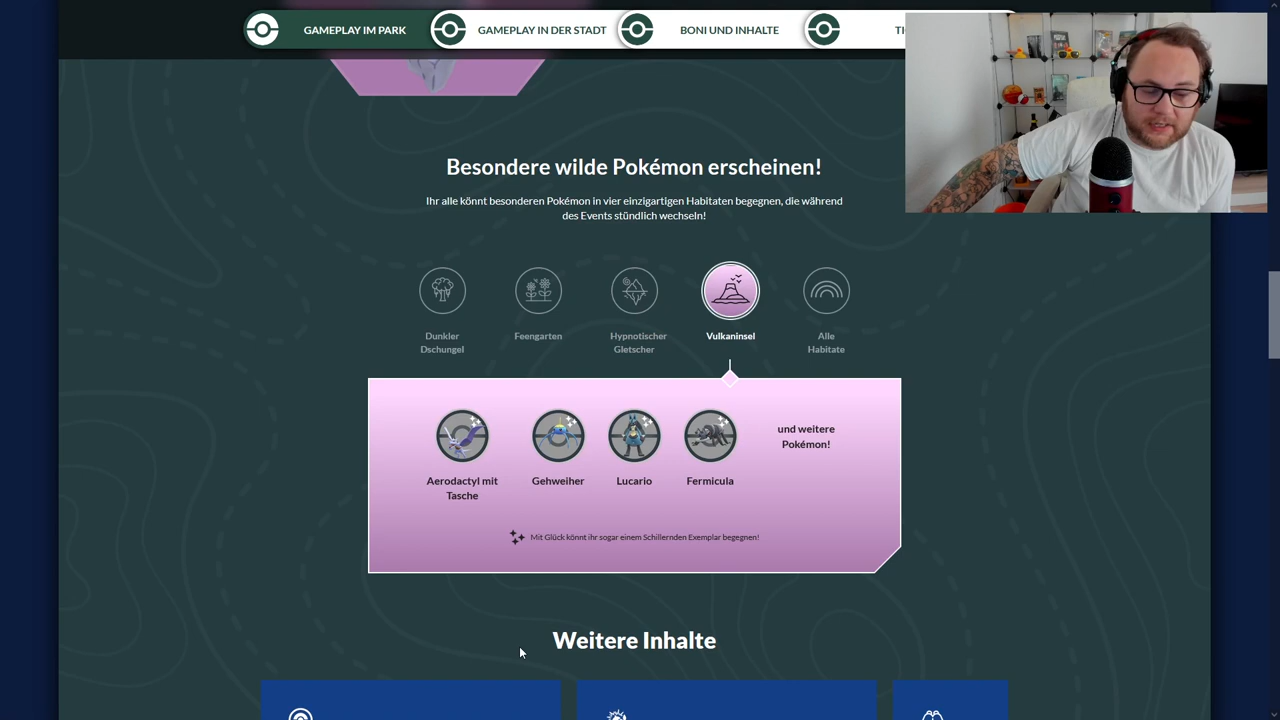 GAMEPLAY IM PARK
GAMEPLAY IN DER STADT
BONI UND INHALTE
Besondere wilde Pokémon erscheinen!
Ihr alle könnt besonderen Pokémon in vier einzigartigen Habitaten begegnen, die während
des Events stündlich wechseln!
Dunkler
Dschungel
Feengarten
Hypnotischer
Gletscher
Vulkaninsel
Alle
Habitate
Aerodactyl mit
Tasche
Gehweiher
Lucario
Fermicula
und weitere
Pokémon!
Mit Glück könnt ihr sogar einem Schillernden Exemplar begegnen!
Weitere Inhalte